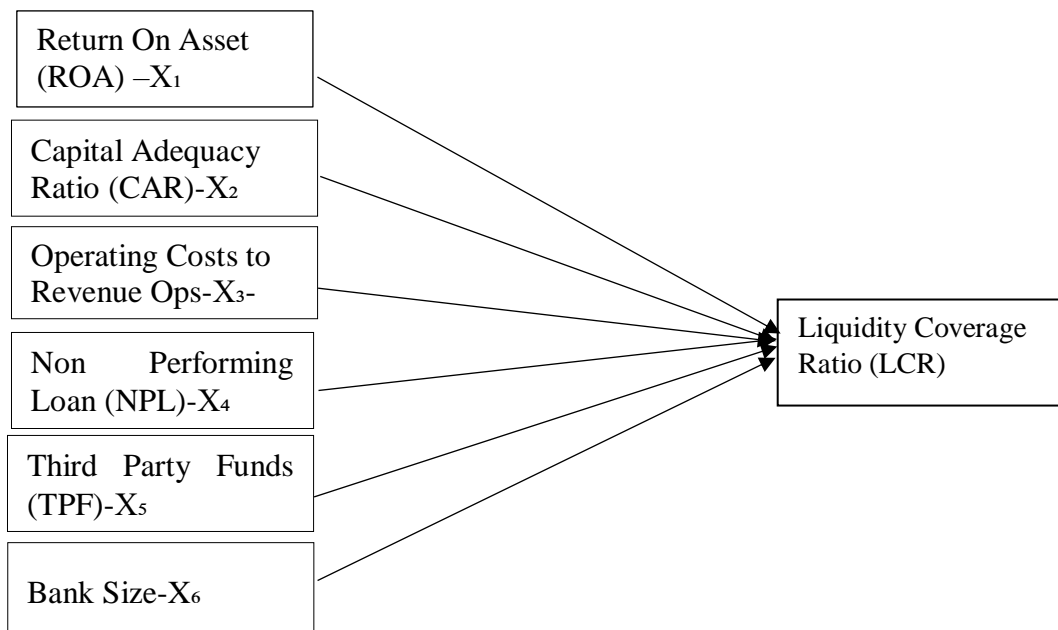 Return On Asset
(ROA) –X₁
Capital Adequacy
Ratio (CAR)-X₂
Operating Costs to
Revenue Ops-X₃-
Non Performing
Loan (NPL)-X₄
Third Party Funds
(TPF)-X₅
Bank Size-X₆
Liquidity Coverage
Ratio (LCR)